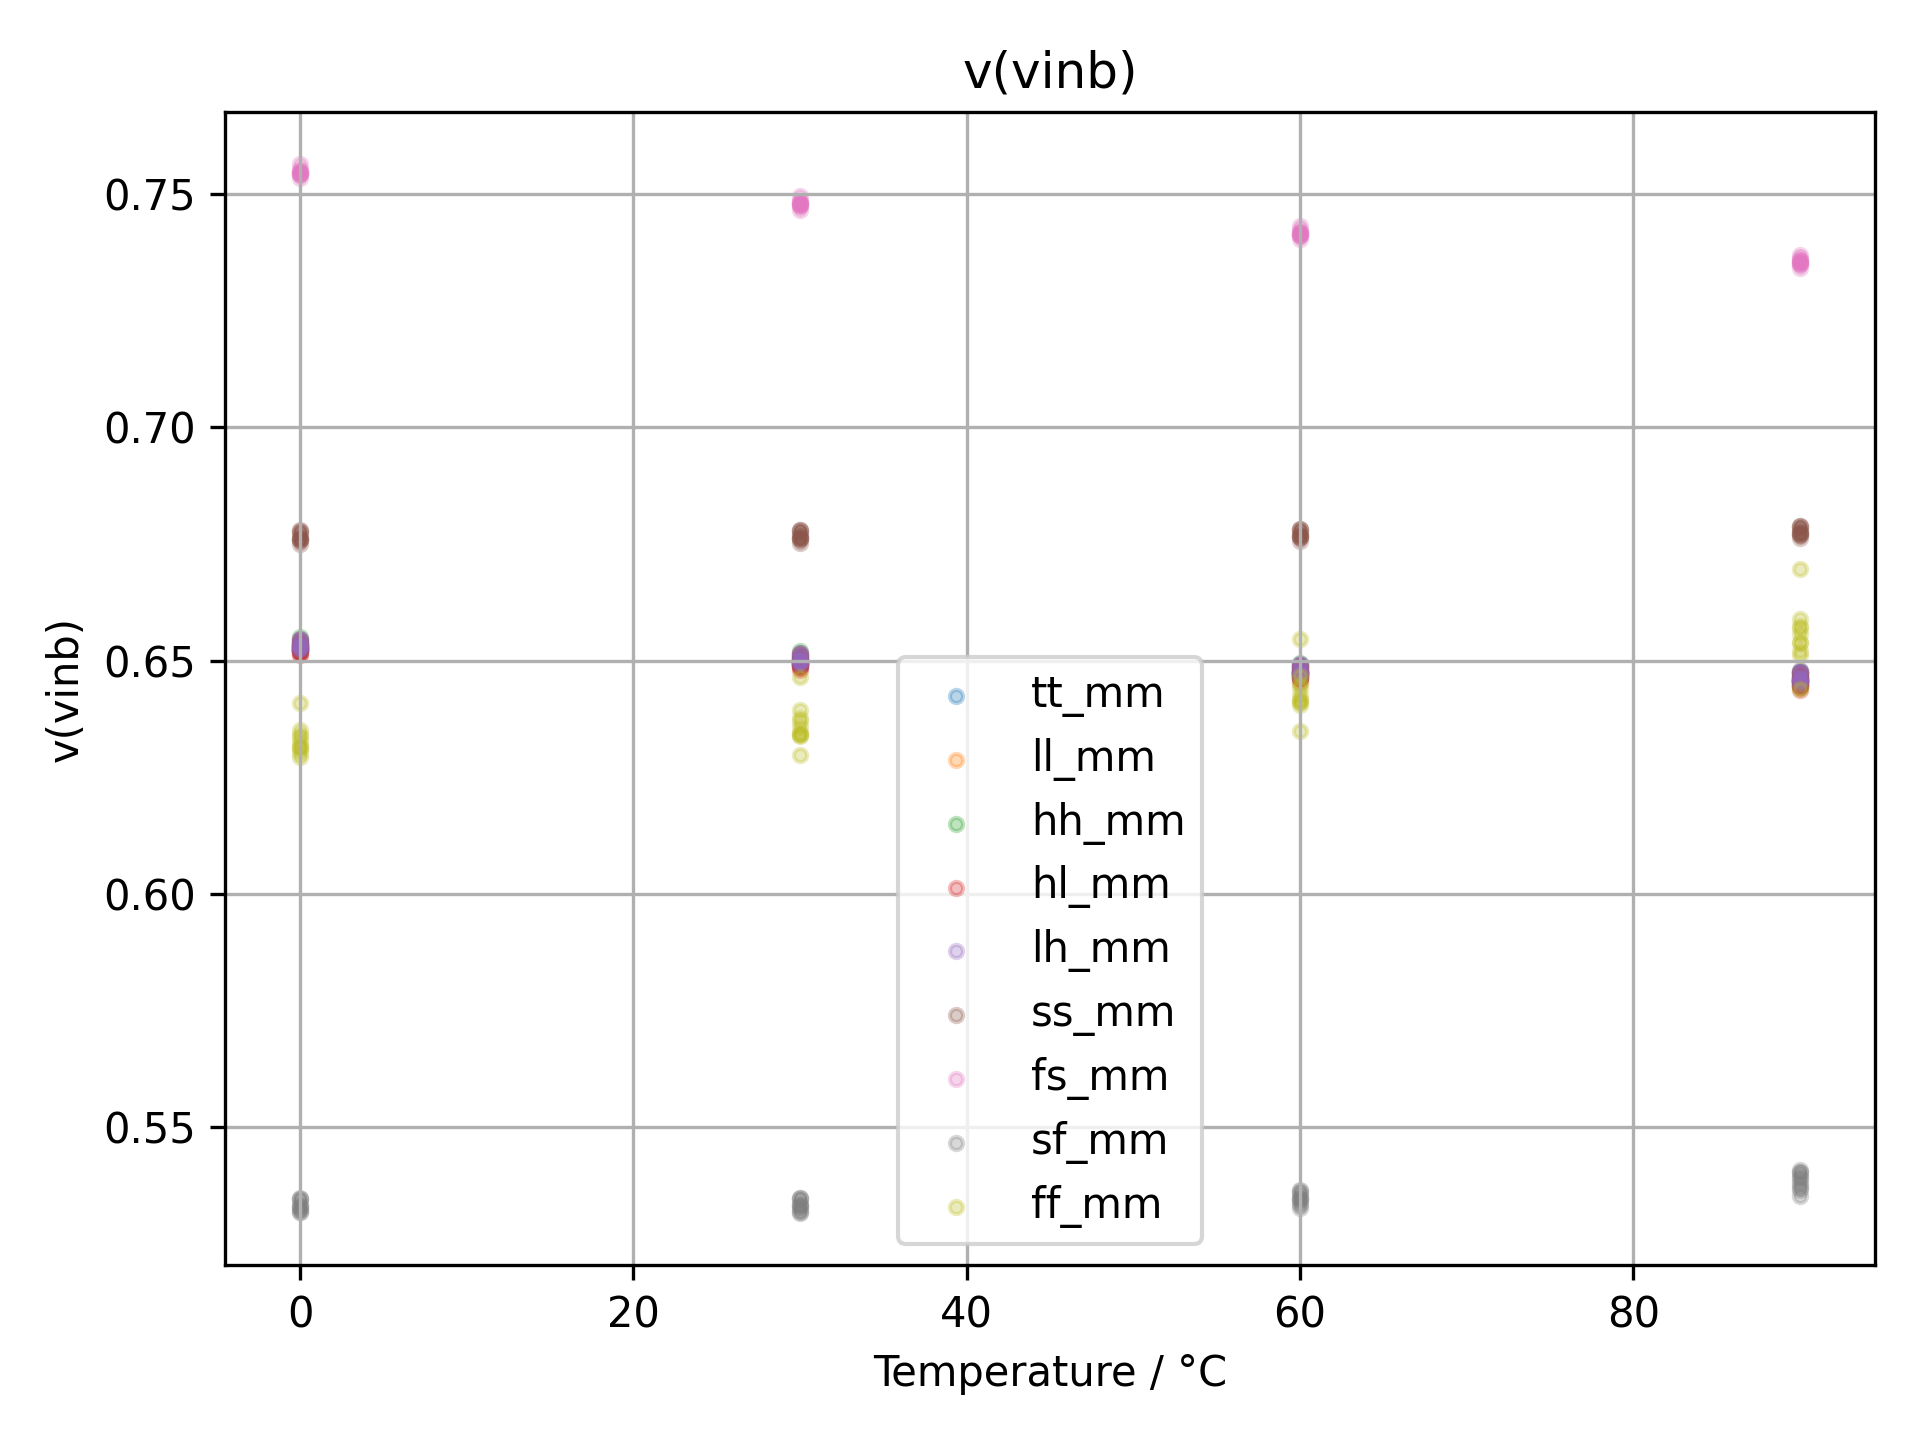 v(vinb)
v(vinb)
0.75
0.70
0.65
0.60
0.55
tt_mm
ll_mm
hh_mm
hl_mm
lh_mm
ss_mm
fs_mm
sf_mm
ff_mm
0
20
40
60
80
Temperature / °C